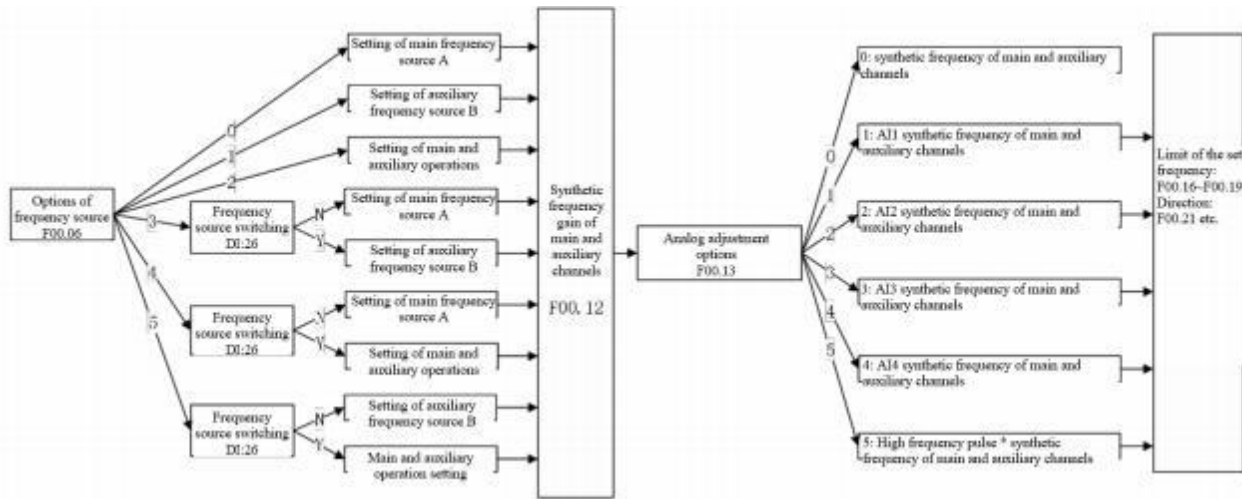 Setting of main frequency
source A
Setting of auxiliary
frequency source B
Setting of main and
auxiliary operations
Options of
frequency source
F00.06
0
1
2
3
4
5
Frequency
source switching
DI:26
N
Y
Setting of main frequency
source A
Setting of auxiliary
frequency source B
Frequency
source switching
DI:26
N
Y
Setting of main frequency
source A
Setting of main and
auxiliary operations
Frequency
source switching
DI:26
N
Y
Setting of auxiliary
frequency source B
Main and auxiliary
operation setting
Synthetic
frequency
gain of
main and
auxiliary
channels
F00.12
Analog adjustment
options
F00.13
0
1
2
3
4
5
0: synthetic frequency of main and auxiliary
channels
1: AI1 synthetic frequency of main and
auxiliary channels
2: AI2 synthetic frequency of main and
auxiliary channels
3: AI3 synthetic frequency of main and
auxiliary channels
4: AI4 synthetic frequency of main and
auxiliary channels
5: High frequency pulse * synthetic
frequency of main and auxiliary channels
Limit of the set
frequency:
F00.16~F00.19
Direction:
F00.21 etc.